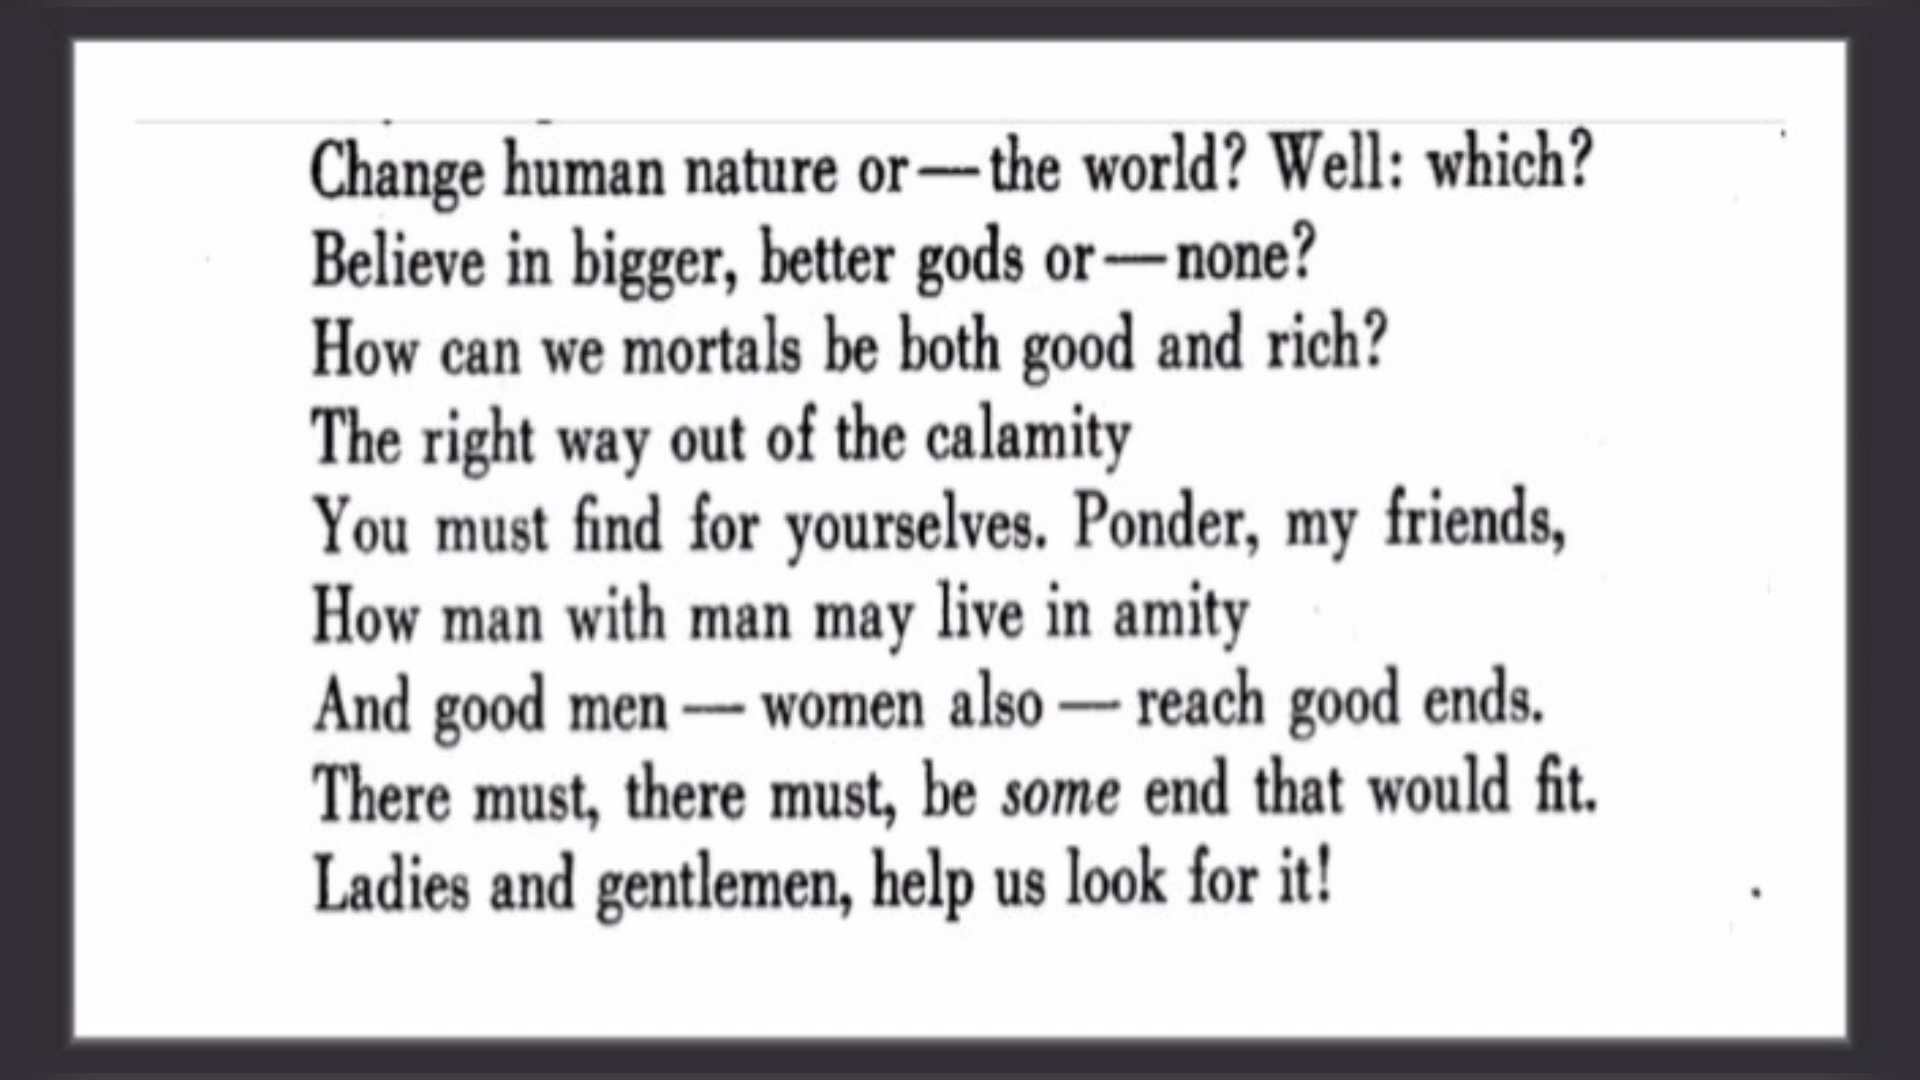 Change human nature or—the world? Well: which?
Believe in bigger, better gods or—none?
How can we mortals be both good and rich?
The right way out of the calamity
You must find for yourselves. Ponder, my friends,
How man with man may live in amity
And good men — women also — reach good ends.
There must, there must, be some end that would fit.
Ladies and gentlemen, help us look for it!